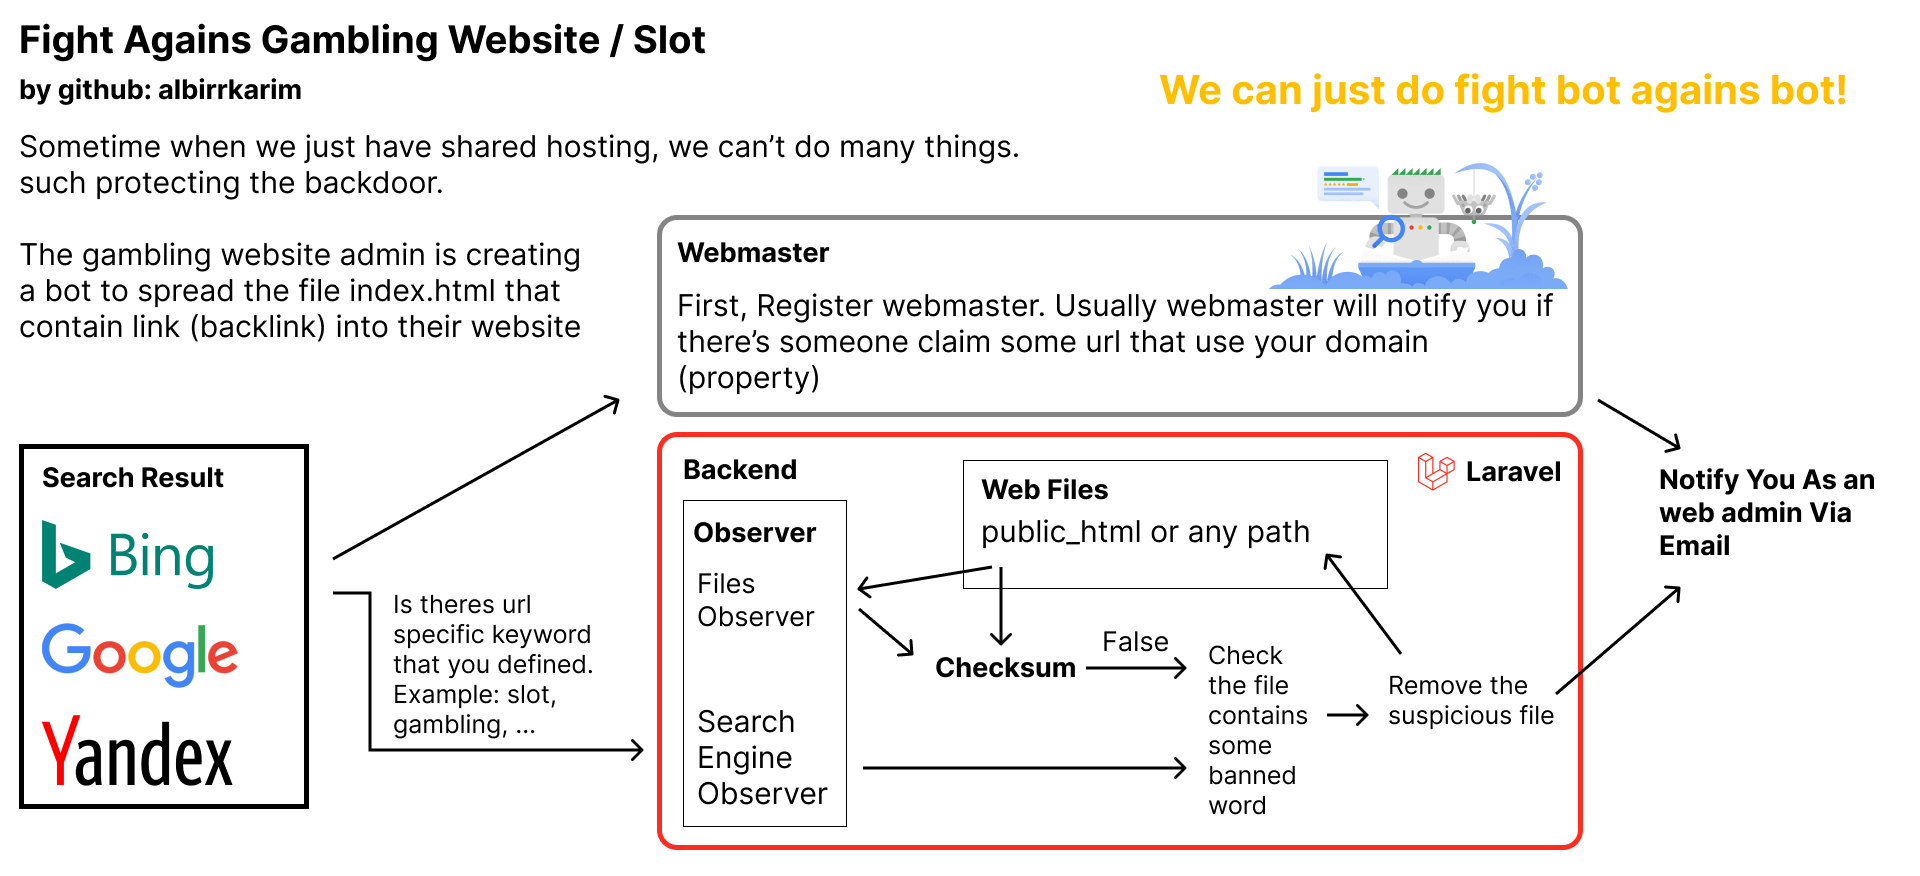 Fight Agains Gambling Website / Slot
by github: albirrkarim
We can just do fight bot agains bot!
Sometime when we just have shared hosting, we can’t do many things.
such protecting the backdoor.
The gambling website admin is creating
a bot to spread the file index.html that
contain link (backlink) into their website
Webmaster
First, Register webmaster. Usually webmaster will notify you if
there’s someone claim some url that use your domain
(property)
Search Result
Bing
Google
Yandex
Is theres url
specific keyword
that you defined.
Example: slot,
gambling, ...
Backend
Laravel
Observer
Files
Observer
Search
Engine
Observer
Web Files
public_html or any path
Checksum
False
Check
the file
contains
some
banned
word
Remove the
suspicious file
Notify You As an
web admin Via
Email